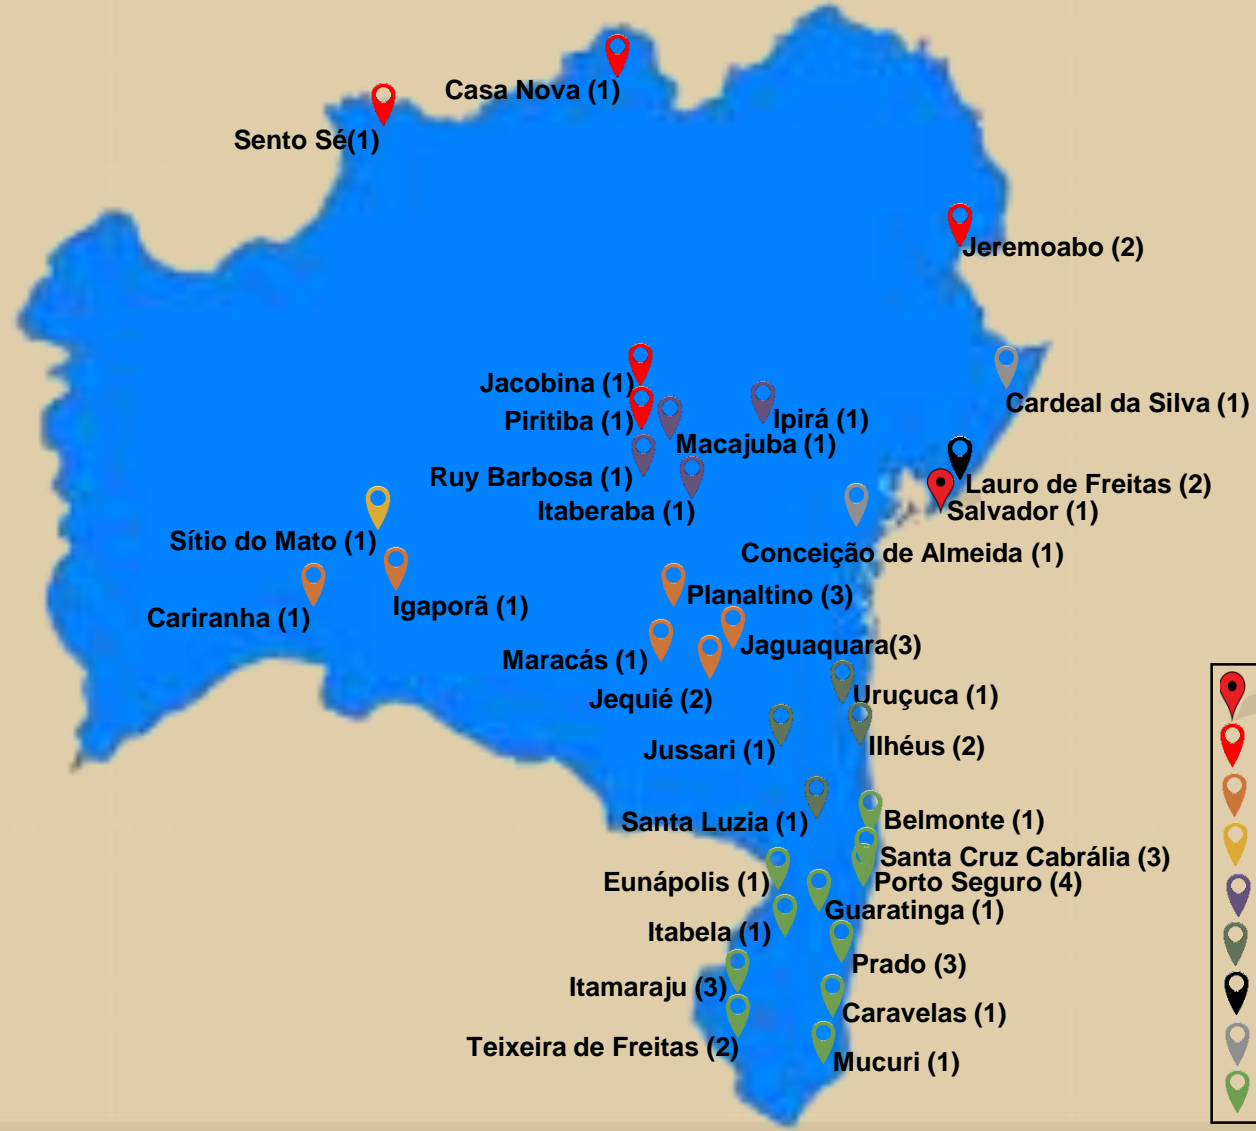 Casa Nova (1)
Sento Sé(1)
Jeremoabo (2)
Jacobina (1)
Cardeal da Silva (1)
Piritiba (1)
Ipirá (1)
Macajuba (1)
Ruy Barbosa (1)
Lauro de Freitas (2)
Itaberaba (1)
Salvador (1)
Sítio do Mato (1)
Conceição de Almeida (1)
Planaltino (3)
Igaporã (1)
Cariranha (1)
Jaguaquara(3)
Maracás (1)
Uruçuca (1)
Jequié (2)
Ilhéus (2)
Jussari (1)
Belmonte (1)
Santa Luzia (1)
Santa Cruz Cabrália (3)
Eunápolis (1)
Porto Seguro (4)
Guaratinga (1)
Itabela (1)
Prado (3)
Itamaraju (3)
Caravelas (1)
Teixeira de Freitas (2)
Mucuri (1)